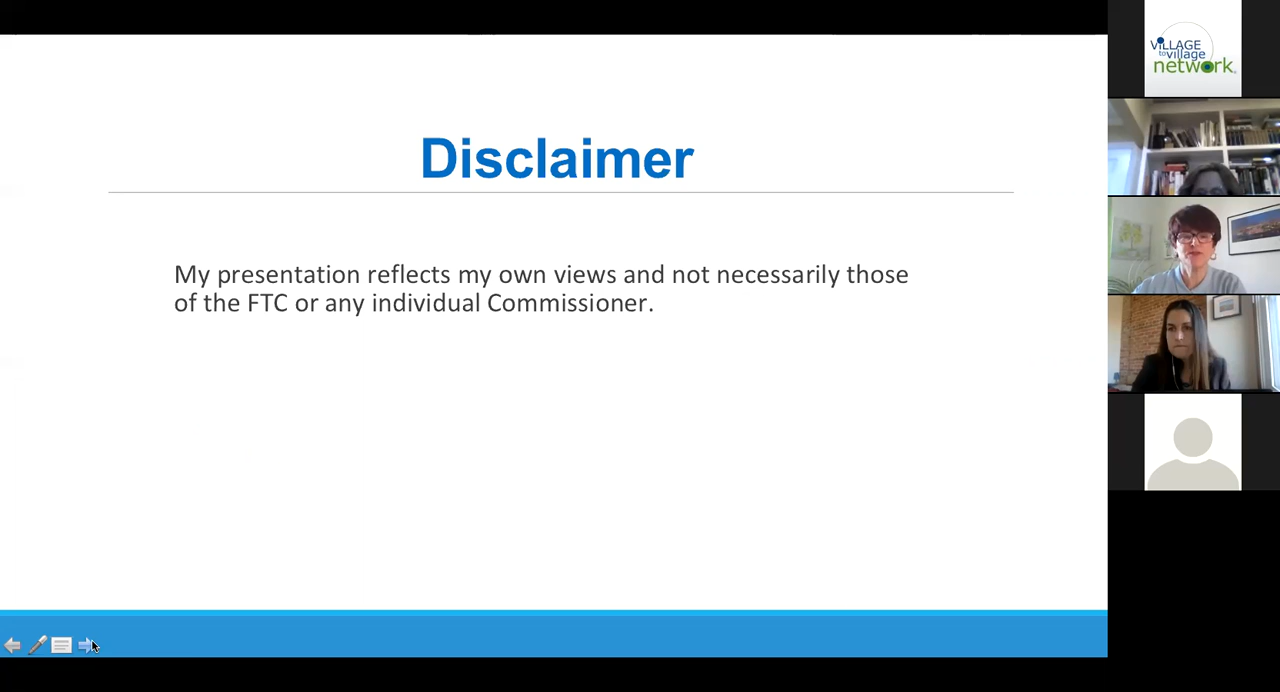 Disclaimer
My presentation reflects my own views and not necessarily those
of the FTC or any individual Commissioner.
ViLLAGE
to village
network